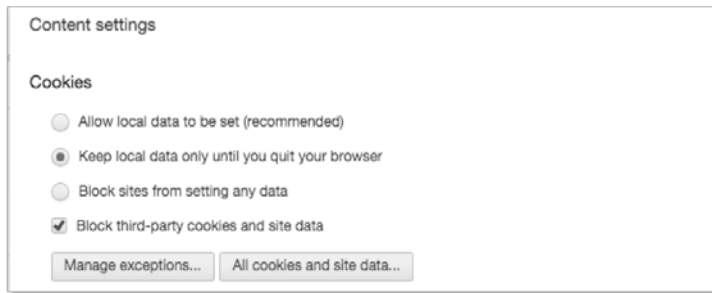 Content settings
Cookies
Allow local data to be set (recommended)
Keep local data only until you quit your browser
Block sites from setting any data
Block third-party cookies and site data
Manage exceptions... All cookies and site data...